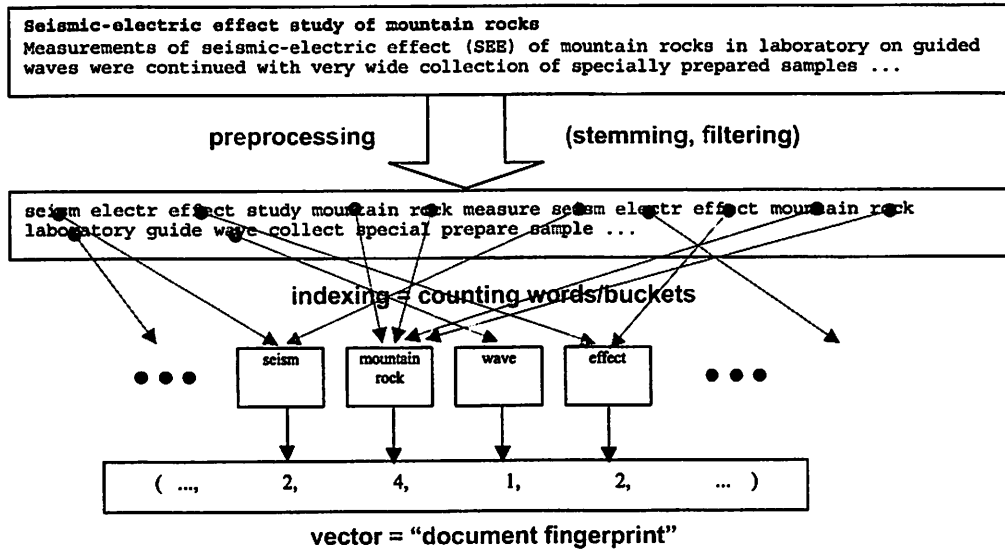 Seismic-electric effect study of mountain rocks
Measurements of seismic-electric effect (SEE) of mountain rocks in laboratory on guided
waves were continued with very wide collection of specially prepared samples ...
preprocessing (stemming, filtering)
seism electr effect study mountain rock measure seism electr effect mountain rock
laboratory guide wave collect special prepare sample ...
indexing = counting words/buckets
seism mountain wave effect
rock
( ..., 2, 4, 1, 2, ... )
vector = “document fingerprint”